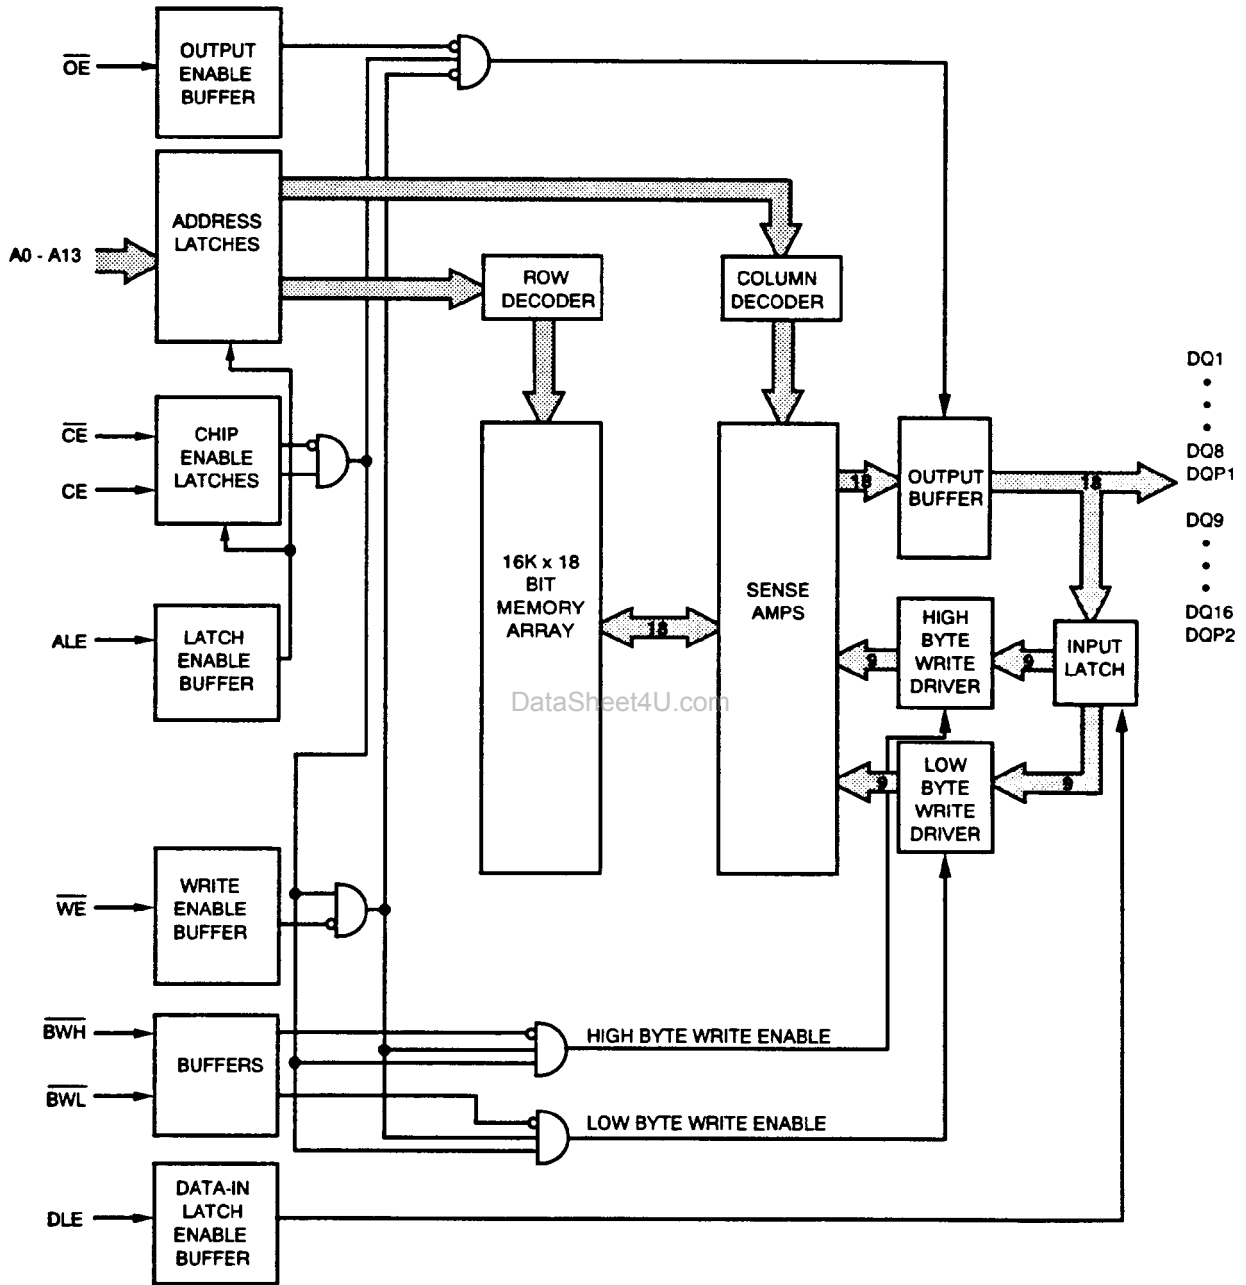 OE
OUTPUT
ENABLE
BUFFER
A0 - A13
ADDRESS
LATCHES
ROW
DECODER
COLUMN
DECODER
CE
CE
CHIP
ENABLE
LATCHES
ALE
LATCH
ENABLE
BUFFER
16K x 18
BIT
MEMORY
ARRAY
18
SENSE
AMPS
18
OUTPUT
BUFFER
18
DQ1
•
•
•
DQ8
DQP1
DQ9
•
•
•
DQ16
DQP2
HIGH
BYTE
WRITE
DRIVER
9
9
INPUT
LATCH
DataSheet4U.com
LOW
BYTE
WRITE
DRIVER
9
9
WE
WRITE
ENABLE
BUFFER
BWH
BWL
BUFFERS
HIGH BYTE WRITE ENABLE
LOW BYTE WRITE ENABLE
DLE
DATA-IN
LATCH
ENABLE
BUFFER